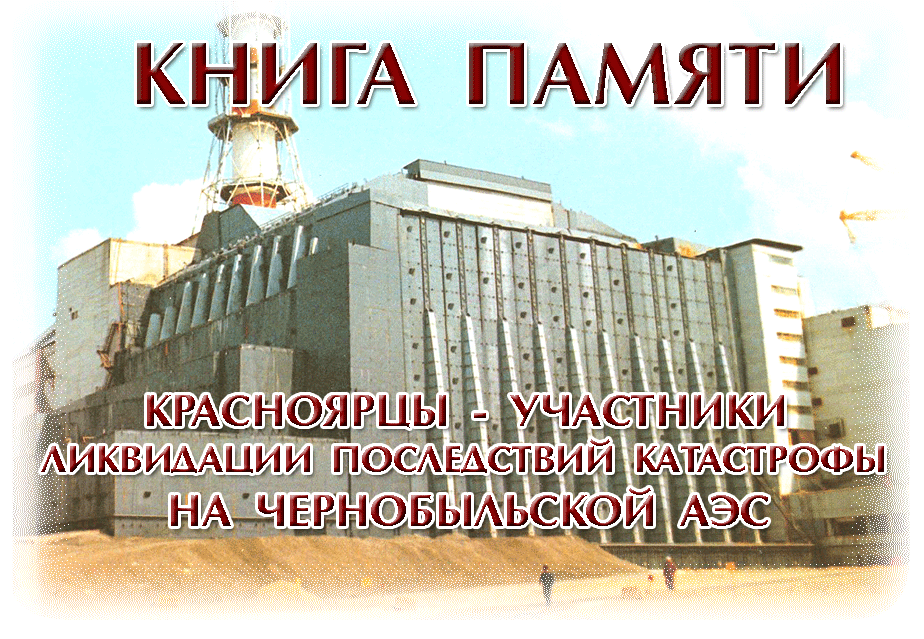 КНИГА ПАМЯТИ
КРАСНОЯРЦЫ - УЧАСТНИКИ
ЛИКВИДАЦИИ ПОСЛЕДСТВИЙ КАТАСТРОФЫ
НА ЧЕРНОБЫЛЬСКОЙ АЭС